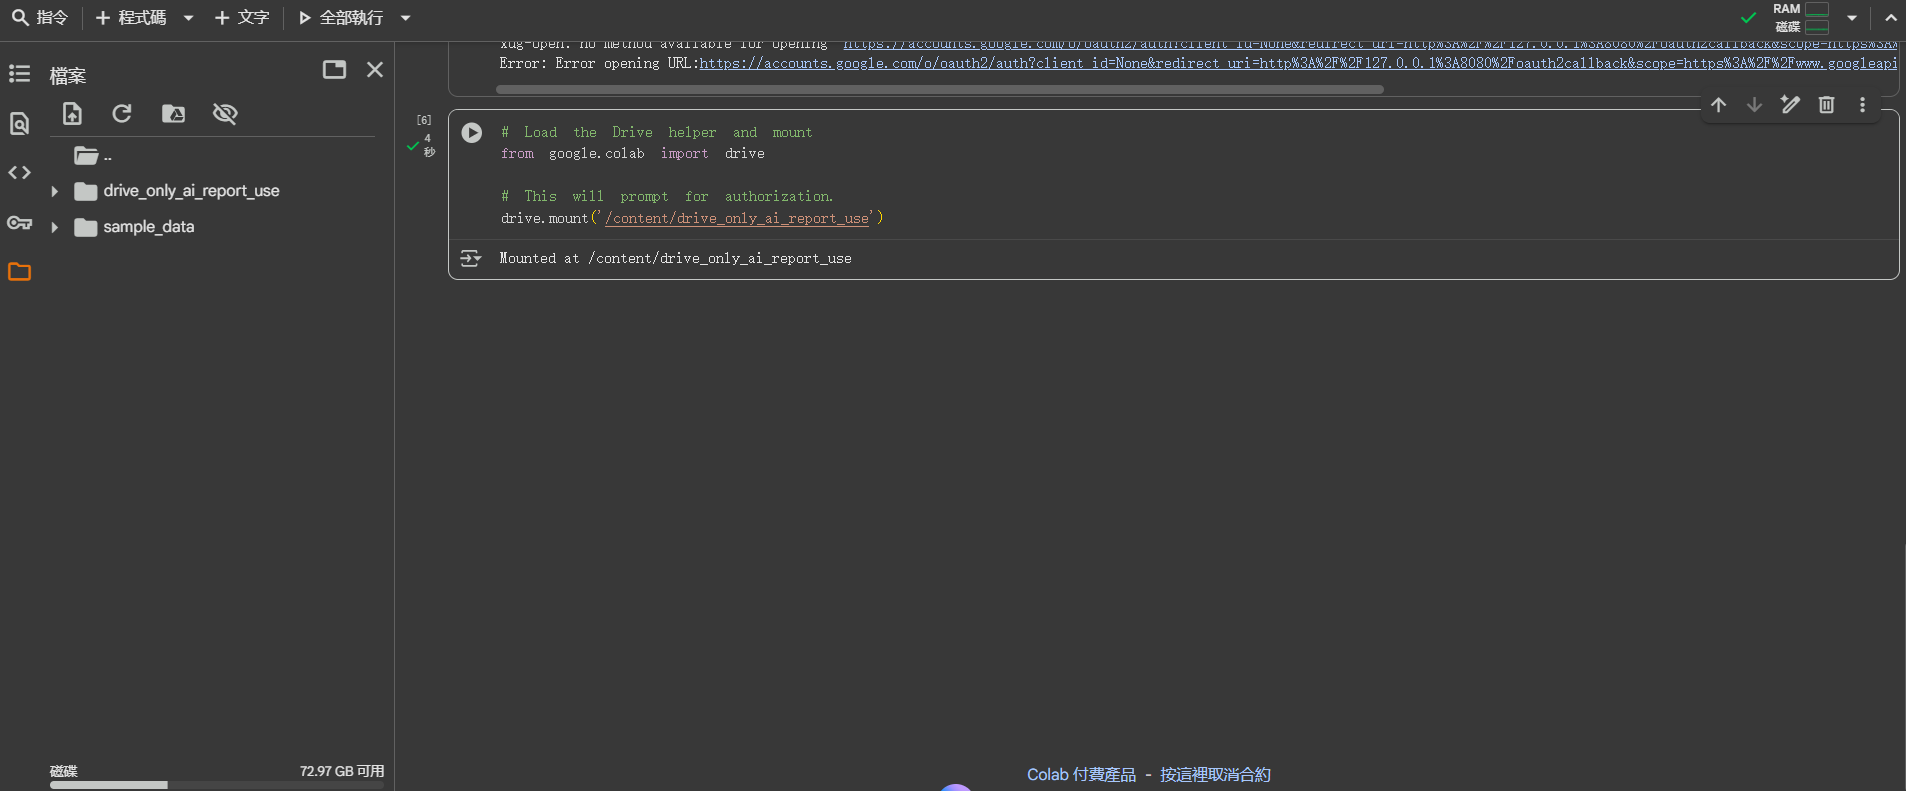 指令
程式碼
文字
全部執行
RAM
磁碟
檔案
..
drive_only_ai_report_use
sample_data
磁碟
72.97 GB 可用
xdg-open: no method available for opening 'https://accounts.google.com/o/oauth2/auth?client_id=None&redirect_uri=http%3A%2F%2F127.0.0.1%3A8080%2Foauth2callback&scope=https%3A%
Error: Error opening URL:https://accounts.google.com/o/oauth2/auth?client_id=None&redirect_uri=http%3A%2F%2F127.0.0.1%3A8080%2Foauth2callback&scope=https%3A%2F%2Fwww.googleapi
[6]
4
秒
# Load the Drive helper and mount
from google.colab import drive
# This will prompt for authorization.
drive.mount('/content/drive_only_ai_report_use')
Mounted at /content/drive_only_ai_report_use
Colab 付費產品 - 按這裡取消合約